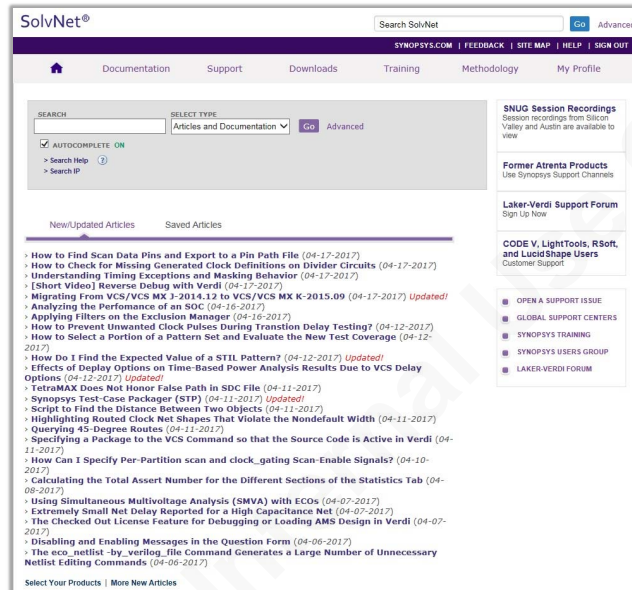 SolvNet®
Search SolvNet
Go
Advanced
SYNOPSYS.COM | FEEDBACK | SITE MAP | HELP | SIGN OUT
Documentation
Support
Downloads
Training
Methodology
My Profile
SEARCH
SELECT TYPE
Articles and Documentation
Go
Advanced
AUTOCOMPLETE ON
> Search Help ?
> Search IP
SNUG Session Recordings
Session recordings from Silicon
Valley and Austin are available to
view
Former Atrenta Products
Use Synopsys Support Channels
Laker-Verdi Support Forum
Sign Up Now
CODE V, LightTools, RSoft,
and LucidShape Users
Customer Support
OPEN A SUPPORT ISSUE
GLOBAL SUPPORT CENTERS
SYNOPSYS TRAINING
SYNOPSYS USERS GROUP
LAKER-VERDI FORUM
New/Updated Articles
Saved Articles
> How to Find Scan Data Pins and Export to a Pin Path File (04-17-2017)
> How to Check for Missing Generated Clock Definitions on Divider Circuits (04-17-2017)
> Understanding Timing Exceptions and Masking Behavior (04-17-2017)
> [Short Video] Reverse Debug with Verdi (04-17-2017)
> Migrating From VCS/VCS MX J-2014.12 to VCS/VCS MX K-2015.09 (04-17-2017) Updated!
> Analyzing the Perfomance of an SOC (04-16-2017)
> Applying Filters on the Exclusion Manager (04-16-2017)
> How to Prevent Unwanted Clock Pulses During Transtion Delay Testing? (04-12-2017)
> How to Select a Portion of a Pattern Set and Evaluate the New Test Coverage (04-12-
2017)
> How Do I Find the Expected Value of a STIL Pattern? (04-12-2017) Updated!
> Effects of Deplay Options on Time-Based Power Analysis Results Due to VCS Delay
Options (04-12-2017) Updated!
> TetraMAX Does Not Honor False Path in SDC File (04-11-2017)
> Synopsys Test-Case Packager (STP) (04-11-2017) Updated!
> Script to Find the Distance Between Two Objects (04-11-2017)
> Highlighting Routed Clock Net Shapes That Violate the Nondefault Width (04-11-2017)
> Querying 45-Degree Routes (04-11-2017)
> Specifying a Package to the VCS Command so that the Source Code is Active in Verdi (04-
11-2017)
> How Can I Specify Per-Partition scan and clock_gating Scan-Enable Signals? (04-10-
2017)
> Calculating the Total Assert Number for the Different Sections of the Statistics Tab (04-
08-2017)
> Using Simultaneous Multivoltage Analysis (SMVA) with ECOs (04-07-2017)
> Extremely Small Net Delay Reported for a High Capacitance Net (04-07-2017)
> The Checked Out License Feature for Debugging or Loading AMS Design in Verdi (04-07-
2017)
> Disabling and Enabling Messages in the Question Form (04-06-2017)
> The eco_netlist -by_verilog_file Command Generates a Large Number of Unnecessary
Netlist Editing Commands (04-06-2017)
Select Your Products | More New Articles